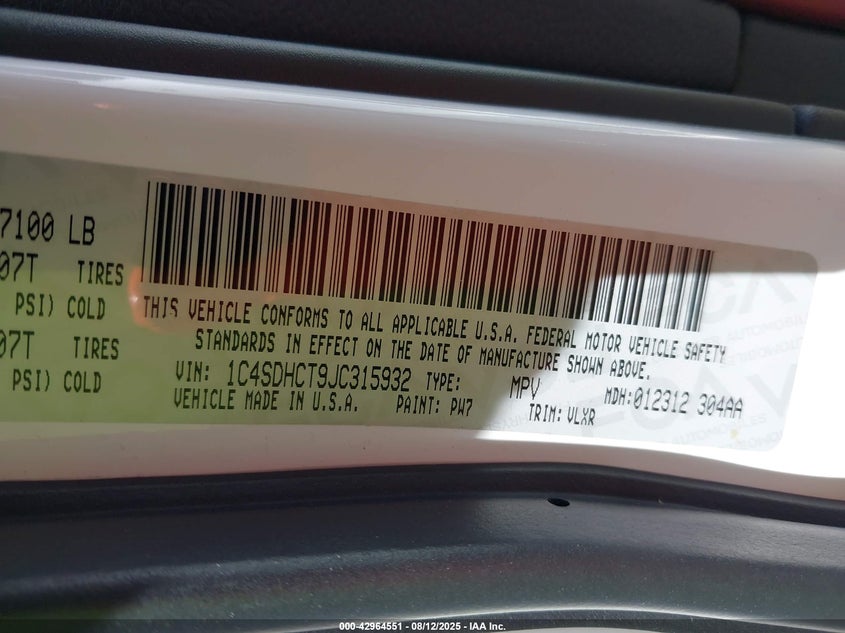 7100 LB
07T TIRES
PSI) COLD
07T TIRES
PSI) COLD
THIS VEHICLE CONFORMS TO ALL APPLICABLE U.S.A. FEDERAL MOTOR VEHICLE SAFETY
STANDARDS IN EFFECT ON THE DATE OF MANUFACTURE SHOWN ABOVE.
VIN: 1C4SDHCT9JC315932 TYPE: MPV MDH:012312 304AA
VEHICLE MADE IN U.S.A. PAINT: PW7 TRIM: VLXR
000-42964551 - 08/12/2025 - IAA Inc.